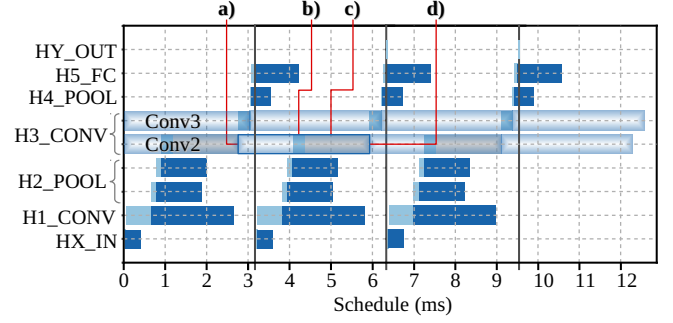 a) b) c) d)
HY_OUT
H5_FC
H4_POOL
Conv3
H3_CONV
Conv2
H2_POOL
H1_CONV
HX_IN
0 1 2 3 4 5 6 7 8 9 10 11 12
Schedule (ms)